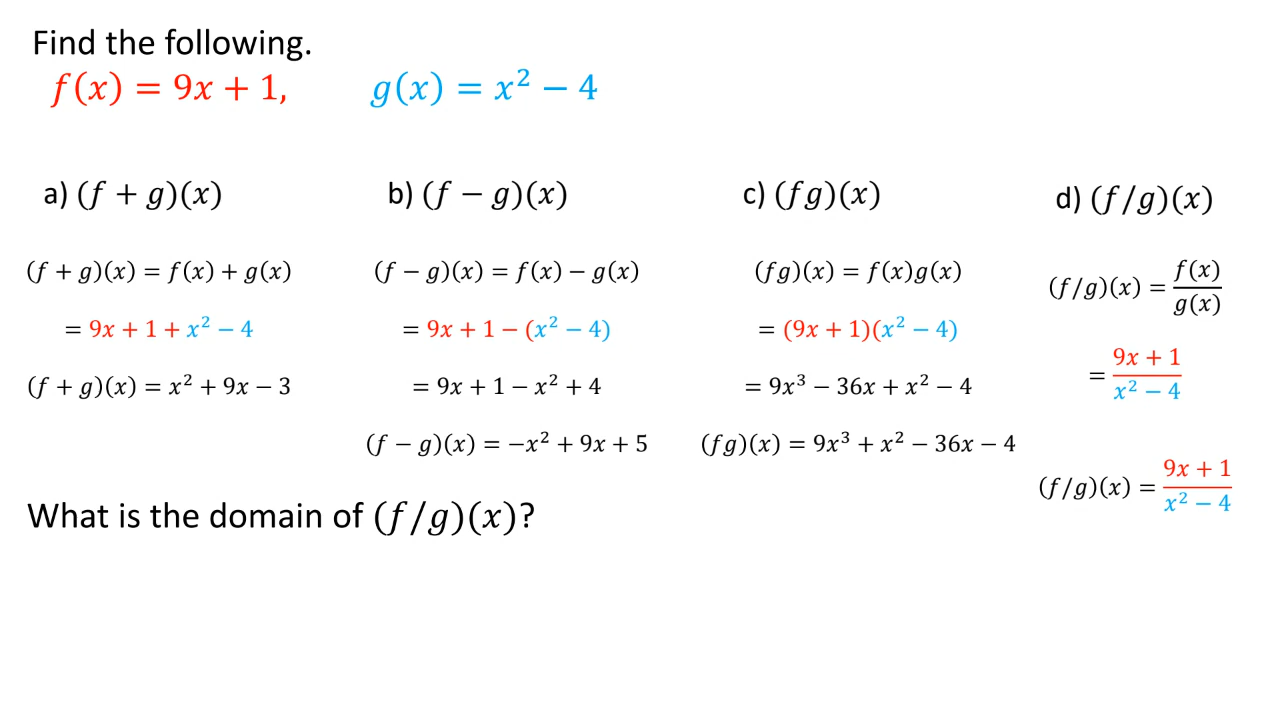 Find the following.
f(x) = 9x + 1, g(x) = x² − 4
a) (f + g)(x)
(f + g)(x) = f(x) + g(x)
= 9x + 1 + x² − 4
(f + g)(x) = x² + 9x − 3
b) (f − g)(x)
(f − g)(x) = f(x) − g(x)
= 9x + 1 − (x² − 4)
= 9x + 1 − x² + 4
(f − g)(x) = −x² + 9x + 5
c) (fg)(x)
(fg)(x) = f(x)g(x)
= (9x + 1)(x² − 4)
= 9x³ − 36x + x² − 4
(fg)(x) = 9x³ + x² − 36x − 4
d) (f/g)(x)
(f/g)(x) = f(x)/g(x)
= (9x + 1)/(x² − 4)
(f/g)(x) = (9x + 1)/(x² − 4)
What is the domain of (f/g)(x)?